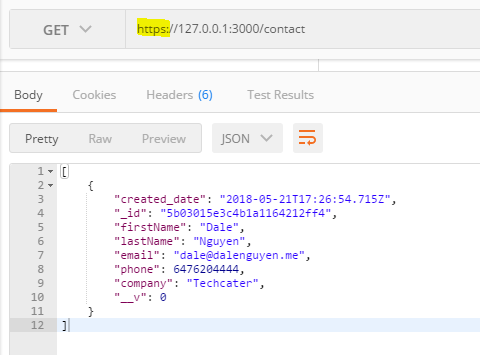 GET https://127.0.0.1:3000/contact
Body Cookies Headers (6) Test Results
Pretty Raw Preview JSON
1 [
2 {
3 "created_date": "2018-05-21T17:26:54.715Z",
4 "_id": "5b03015e3c4b1a1164212ff4",
5 "firstName": "Dale",
6 "lastName": "Nguyen",
7 "email": "dale@dalenguyen.me",
8 "phone": 6476204444,
9 "company": "Techcater",
10 "__v": 0
11 }
12 ]